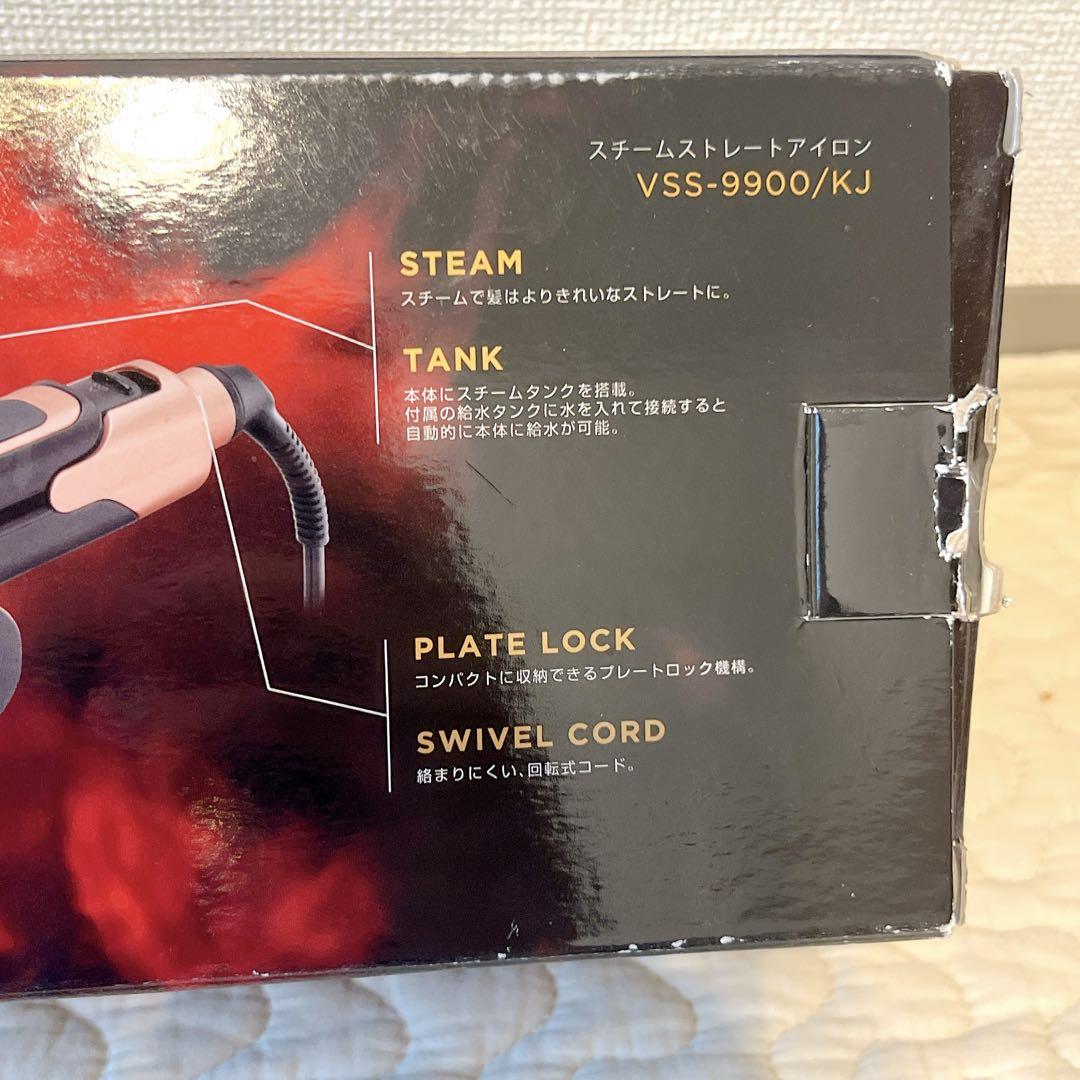 スチームストレートアイロン
VSS-9900/KJ
STEAM
スチームで髪はよりきれいなストレートに。
TANK
本体にスチームタンクを搭載。
付属の給水タンクに水を入れて接続すると
自動的に本体に給水が可能。
PLATE LOCK
コンパクトに収納できるプレートロック機構。
SWIVEL CORD
絡まりにくい、回転式コード。